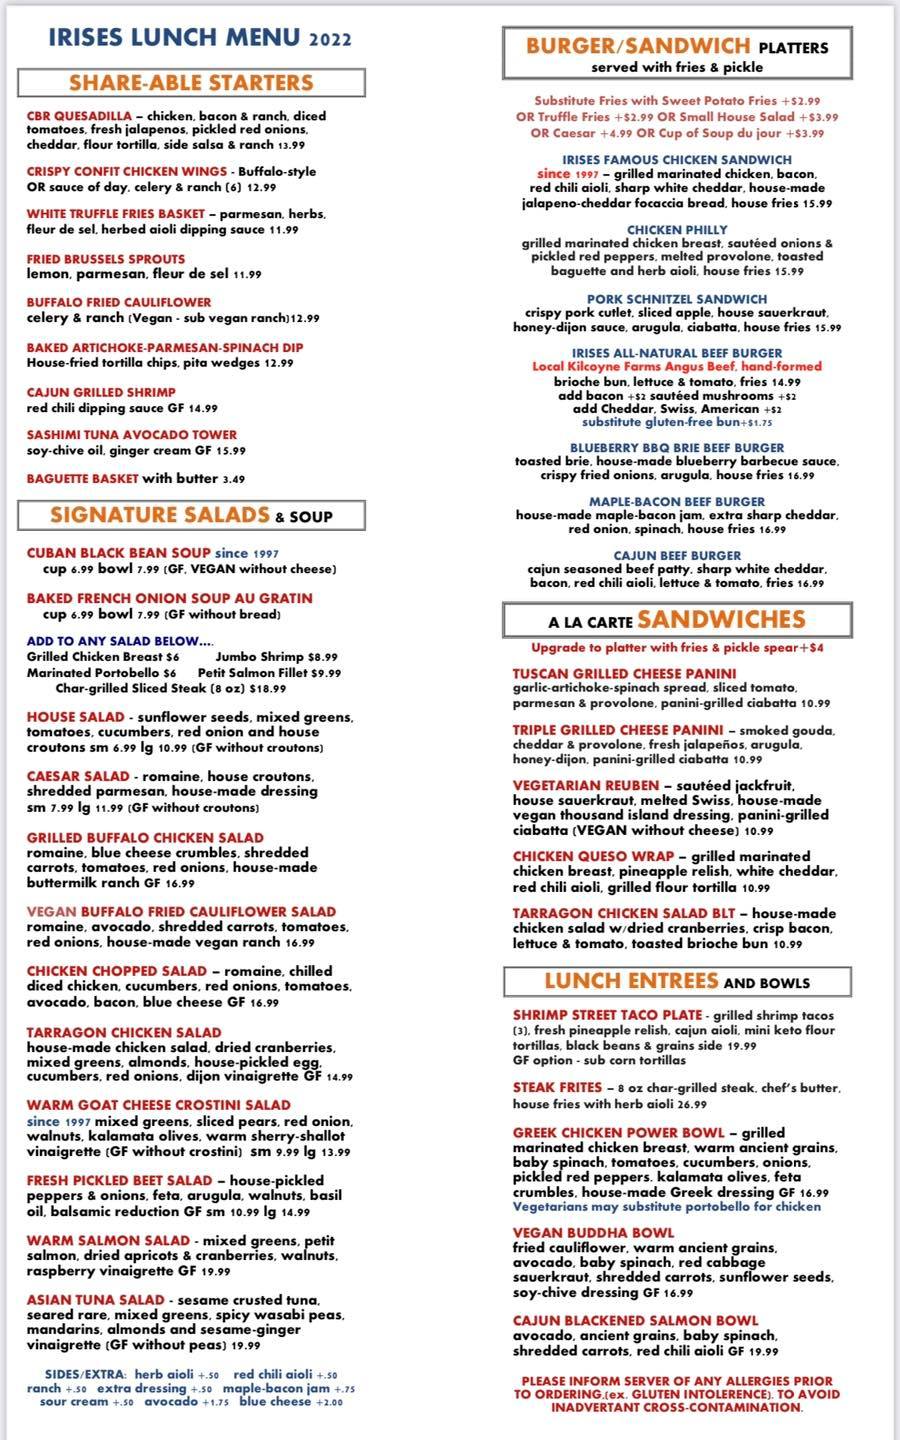 IRISES LUNCH MENU 2022
SHARE-ABLE STARTERS
CBR QUESADILLA – chicken, bacon & ranch, diced
tomatoes, fresh jalapenos, pickled red onions,
cheddar, flour tortilla, side salsa & ranch 13.99
CRISPY CONFIT CHICKEN WINGS - Buffalo-style
OR sauce of day, celery & ranch (6) 12.99
WHITE TRUFFLE FRIES BASKET – parmesan, herbs,
fleur de sel, herbed aioli dipping sauce 11.99
FRIED BRUSSELS SPROUTS
lemon, parmesan, fleur de sel 11.99
BUFFALO FRIED CAULIFLOWER
celery & ranch (Vegan - sub vegan ranch)12.99
BAKED ARTICHOKE-PARMESAN-SPINACH DIP
House-fried tortilla chips, pita wedges 12.99
CAJUN GRILLED SHRIMP
red chili dipping sauce GF 14.99
SASHIMI TUNA AVOCADO TOWER
soy-chive oil, ginger cream GF 15.99
BAGUETTE BASKET with butter 3.49
SIGNATURE SALADS & SOUP
CUBAN BLACK BEAN SOUP since 1997
cup 6.99 bowl 7.99 (GF, VEGAN without cheese)
BAKED FRENCH ONION SOUP AU GRATIN
cup 6.99 bowl 7.99 (GF without bread)
ADD TO ANY SALAD BELOW….
Grilled Chicken Breast $6 Jumbo Shrimp $8.99
Marinated Portobello $6 Petit Salmon Fillet $9.99
Char-grilled Sliced Steak (8 oz) $18.99
HOUSE SALAD - sunflower seeds, mixed greens,
tomatoes, cucumbers, red onion and house
croutons sm 6.99 lg 10.99 (GF without croutons)
CAESAR SALAD - romaine, house croutons,
shredded parmesan, house-made dressing
sm 7.99 lg 11.99 (GF without croutons)
GRILLED BUFFALO CHICKEN SALAD
romaine, blue cheese crumbles, shredded
carrots, tomatoes, red onions, house-made
buttermilk ranch GF 16.99
VEGAN BUFFALO FRIED CAULIFLOWER SALAD
romaine, avocado, shredded carrots, tomatoes,
red onions, house-made vegan ranch 16.99
CHICKEN CHOPPED SALAD – romaine, chilled
diced chicken, cucumbers, red onions, tomatoes,
avocado, bacon, blue cheese GF 16.99
TARRAGON CHICKEN SALAD
house-made chicken salad, dried cranberries,
mixed greens, almonds, house-pickled egg,
cucumbers, red onions, dijon vinaigrette GF 14.99
WARM GOAT CHEESE CROSTINI SALAD
since 1997 mixed greens, sliced pears, red onion,
walnuts, kalamata olives, warm sherry-shallot
vinaigrette (GF without crostini) sm 9.99 lg 13.99
FRESH PICKLED BEET SALAD – house-pickled
peppers & onions, feta, arugula, walnuts, basil
oil, balsamic reduction GF sm 10.99 lg 14.99
WARM SALMON SALAD - mixed greens, petit
salmon, dried apricots & cranberries, walnuts,
raspberry vinaigrette GF 19.99
ASIAN TUNA SALAD - sesame crusted tuna,
seared rare, mixed greens, spicy wasabi peas,
mandarins, almonds and sesame-ginger
vinaigrette (GF without peas) 19.99
SIDES/EXTRA: herb aioli +.50 red chili aioli +.50
ranch +.50 extra dressing +.50 maple-bacon jam +.75
sour cream +.50 avocado +1.75 blue cheese +2.00
BURGER/SANDWICH PLATTERS
served with fries & pickle
Substitute Fries with Sweet Potato Fries +$2.99
OR Truffle Fries +$2.99 OR Small House Salad +$3.99
OR Caesar +4.99 OR Cup of Soup du jour +$3.99
IRISES FAMOUS CHICKEN SANDWICH
since 1997 – grilled marinated chicken, bacon,
red chili aioli, sharp white cheddar, house-made
jalapeno-cheddar focaccia bread, house fries 15.99
CHICKEN PHILLY
grilled marinated chicken breast, sautéed onions &
pickled red peppers, melted provolone, toasted
baguette and herb aioli, house fries 15.99
PORK SCHNITZEL SANDWICH
crispy pork cutlet, sliced apple, house sauerkraut,
honey-dijon sauce, arugula, ciabatta, house fries 15.99
IRISES ALL-NATURAL BEEF BURGER
Local Kilcoyne Farms Angus Beef, hand-formed
brioche bun, lettuce & tomato, fries 14.99
add bacon +$2 sautéed mushrooms +$2
add Cheddar, Swiss, American +$2
substitute gluten-free bun+$1.75
BLUEBERRY BBQ BRIE BEEF BURGER
toasted brie, house-made blueberry barbecue sauce,
crispy fried onions, arugula, house fries 16.99
MAPLE-BACON BEEF BURGER
house-made maple-bacon jam, extra sharp cheddar,
red onion, spinach, house fries 16.99
CAJUN BEEF BURGER
cajun seasoned beef patty, sharp white cheddar,
bacon, red chili aioli, lettuce & tomato, fries 16.99
A LA CARTE SANDWICHES
Upgrade to platter with fries & pickle spear+$4
TUSCAN GRILLED CHEESE PANINI
garlic-artichoke-spinach spread, sliced tomato,
parmesan & provolone, panini-grilled ciabatta 10.99
TRIPLE GRILLED CHEESE PANINI – smoked gouda,
cheddar & provolone, fresh jalapeños, arugula,
honey-dijon, panini-grilled ciabatta 10.99
VEGETARIAN REUBEN – sautéed jackfruit,
house sauerkraut, melted Swiss, house-made
vegan thousand island dressing, panini-grilled
ciabatta (VEGAN without cheese) 10.99
CHICKEN QUESO WRAP – grilled marinated
chicken breast, pineapple relish, white cheddar,
red chili aioli, grilled flour tortilla 10.99
TARRAGON CHICKEN SALAD BLT – house-made
chicken salad w/dried cranberries, crisp bacon,
lettuce & tomato, toasted brioche bun 10.99
LUNCH ENTREES AND BOWLS
SHRIMP STREET TACO PLATE - grilled shrimp tacos
(3), fresh pineapple relish, cajun aioli, mini keto flour
tortillas, black beans & grains side 19.99
GF option - sub corn tortillas
STEAK FRITES – 8 oz char-grilled steak, chef's butter,
house fries with herb aioli 26.99
GREEK CHICKEN POWER BOWL – grilled
marinated chicken breast, warm ancient grains,
baby spinach, tomatoes, cucumbers, onions,
pickled red peppers. kalamata olives, feta
crumbles, house-made Greek dressing GF 16.99
Vegetarians may substitute portobello for chicken
VEGAN BUDDHA BOWL
fried cauliflower, warm ancient grains,
avocado, baby spinach, red cabbage
sauerkraut, shredded carrots, sunflower seeds,
soy-chive dressing GF 16.99
CAJUN BLACKENED SALMON BOWL
avocado, ancient grains, baby spinach,
shredded carrots, red chili aioli GF 19.99
PLEASE INFORM SERVER OF ANY ALLERGIES PRIOR
TO ORDERING,(ex. GLUTEN INTOLERENCE). TO AVOID
INADVERTANT CROSS-CONTAMINATION.